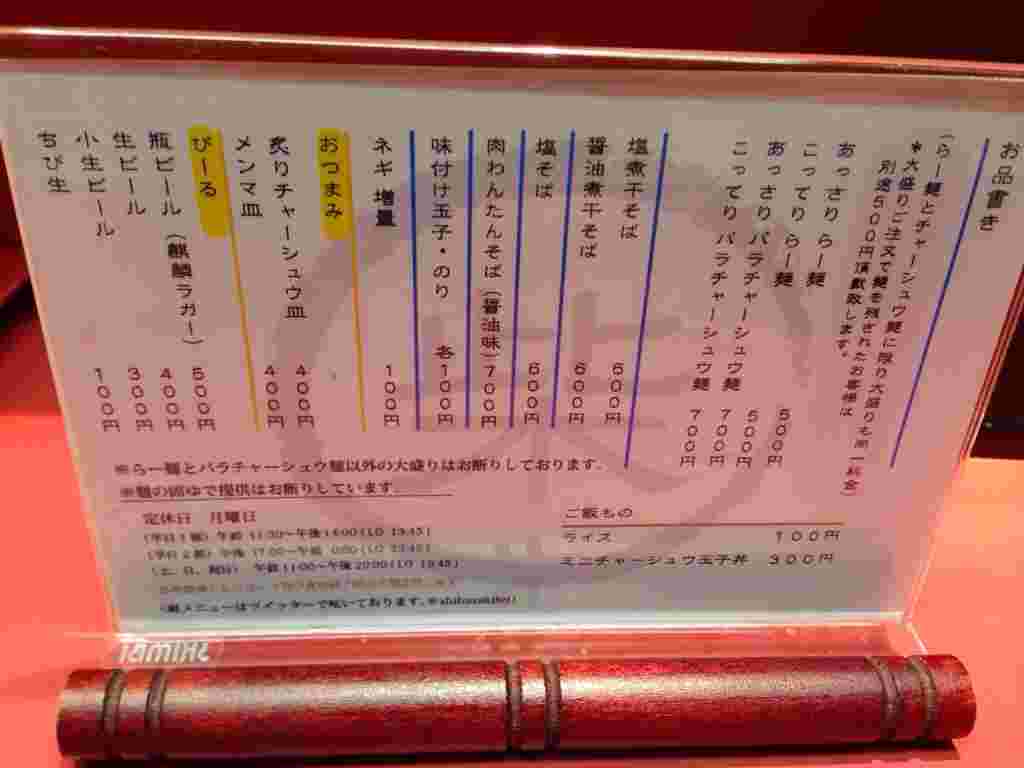 お品書き
(らー麺とチャーシュウ麺に限り大盛りも同一料金)
*大盛りご注文で麺を残されたお客様は
別途500円頂戴致します。
あっさり らー麺 500円
こってり らー麺 500円
あっさり バラチャーシュウ麺 700円
こってり バラチャーシュウ麺 700円
塩煮干そば 600円
醤油煮干そば 600円
塩そば 600円
肉わんたんそば(醤油味) 700円
味付け玉子・のり 各100円
ネギ 増量 100円
おつまみ
炙りチャーシュウ皿 400円
メンマ皿 400円
びーる
瓶ビール (麒麟ラガー) 500円
生ビール 400円
小生ビール 300円
ちび生 100円
※らー麺とバラチャーシュウ麺以外の大盛りはお断りしております。
※麺の固ゆで提供はお断りしています。
定休日 月曜日
ご飯もの
ライス 100円
ミニチャーシュウ玉子丼 300円